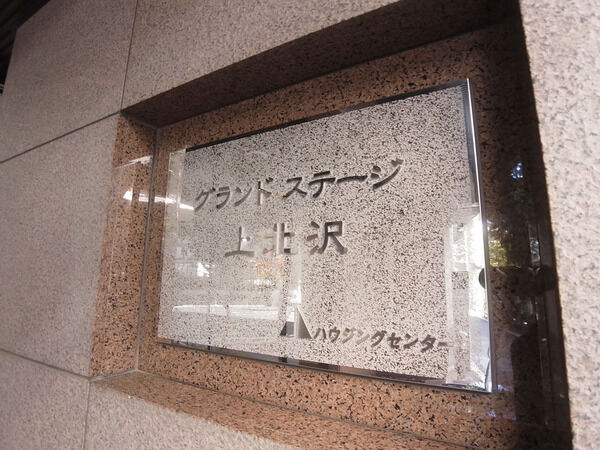 グランド ステージ
上北沢
ハウジングセンター